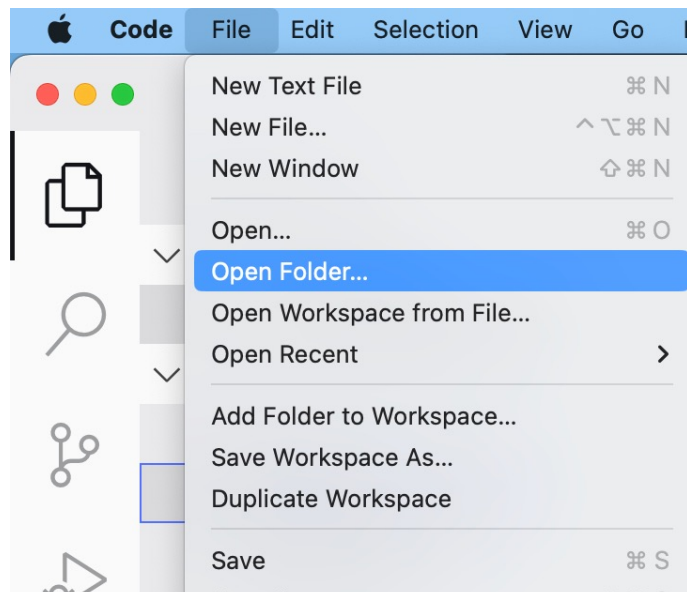 Code File Edit Selection View Go
New Text File ⌘ N
New File... ⌃⌥⌘ N
New Window ⇧⌘ N
Open... ⌘ O
Open Folder...
Open Workspace from File...
Open Recent
Add Folder to Workspace...
Save Workspace As...
Duplicate Workspace
Save ⌘ S